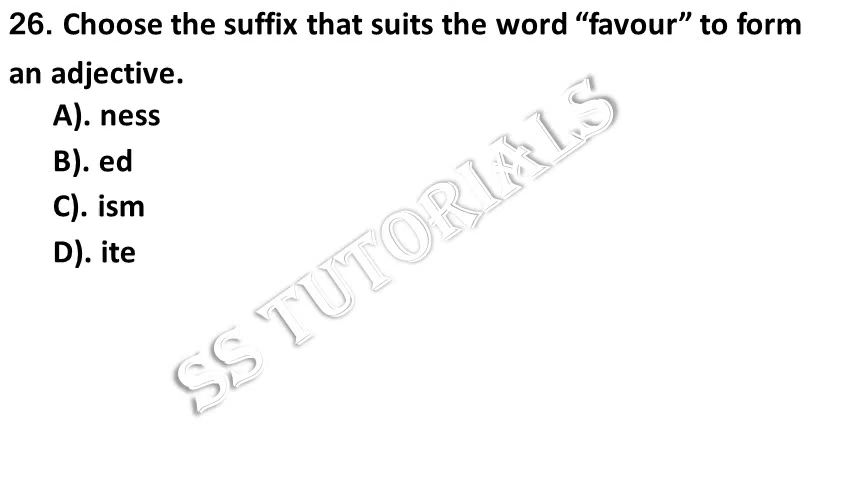 26. Choose the suffix that suits the word “favour” to form
an adjective.
A). ness
B). ed
C). ism
D). ite
SS TUTORIALS